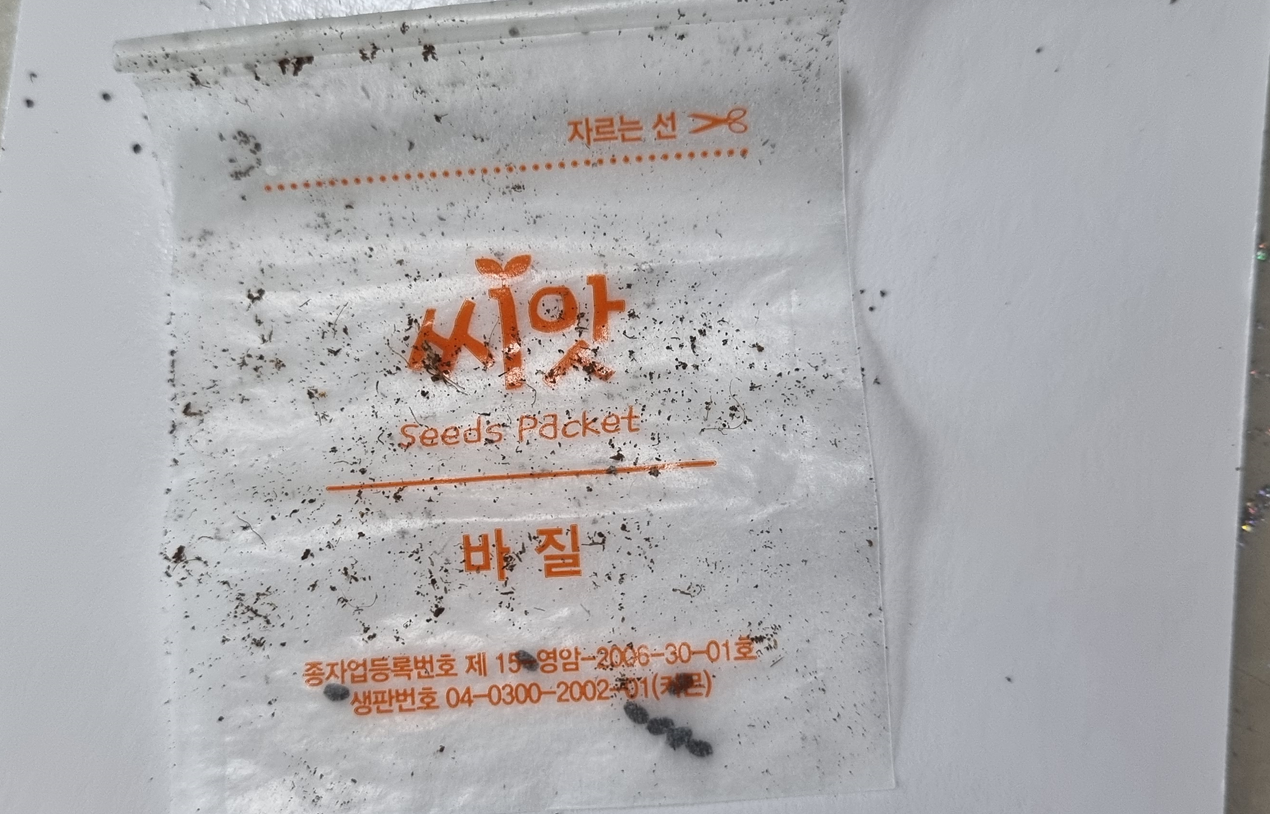 자르는 선
씨앗
Seeds Packet
바 질
종자업등록번호 제 15-영암-2006-30-01호
생판번호 04-0300-2002-01